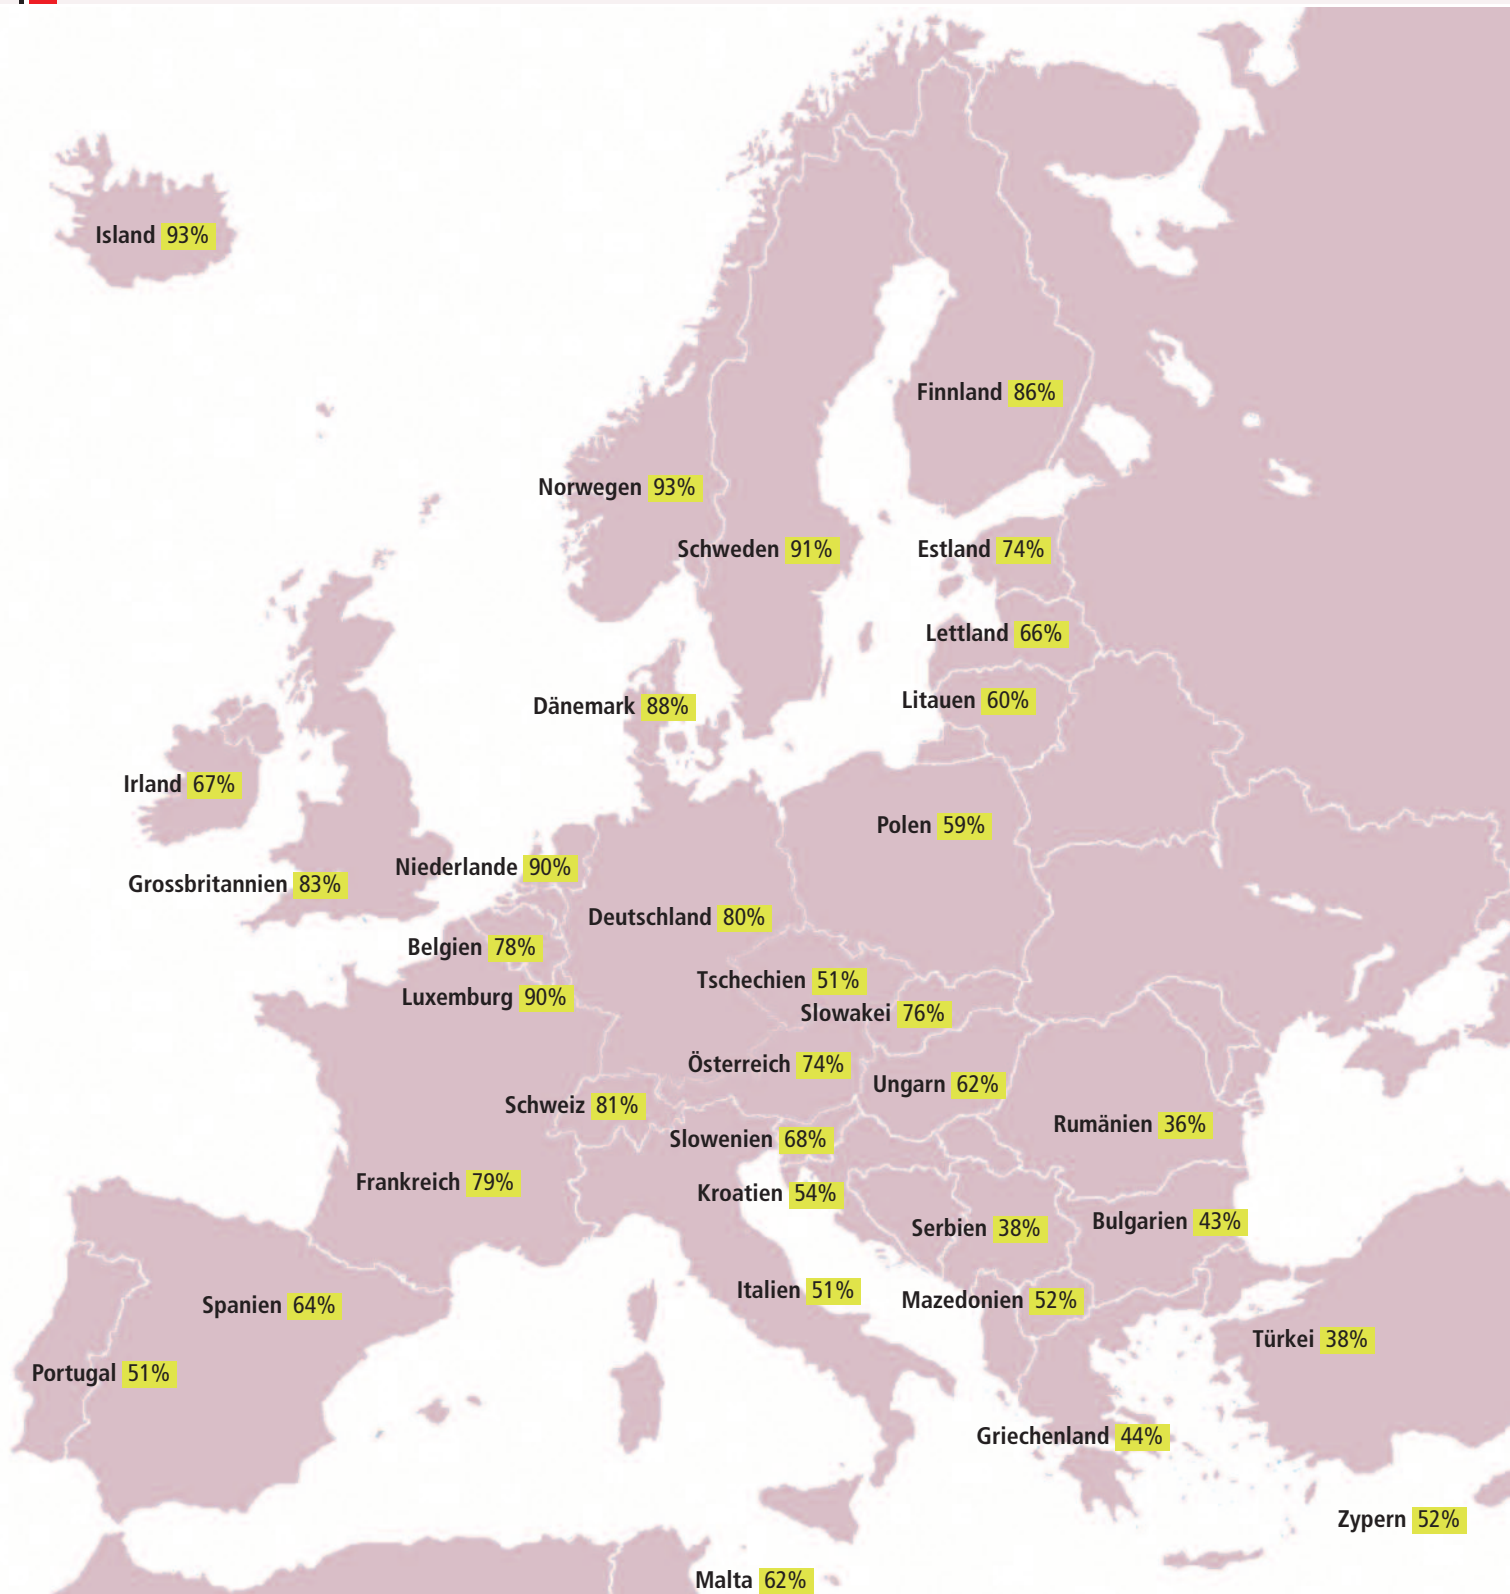 Island 93%
Finnland 86%
Norwegen 93%
Schweden 91%
Estland 74%
Lettland 66%
Litauen 60%
Dänemark 88%
Irland 67%
Polen 59%
Niederlande 90%
Grossbritannien 83%
Deutschland 80%
Belgien 78%
Tschechien 51%
Luxemburg 90%
Slowakei 76%
Österreich 74%
Ungarn 62%
Schweiz 81%
Rumänien 36%
Slowenien 68%
Frankreich 79%
Kroatien 54%
Serbien 38%
Bulgarien 43%
Italien 51%
Mazedonien 52%
Spanien 64%
Türkei 38%
Portugal 51%
Griechenland 44%
Zypern 52%
Malta 62%